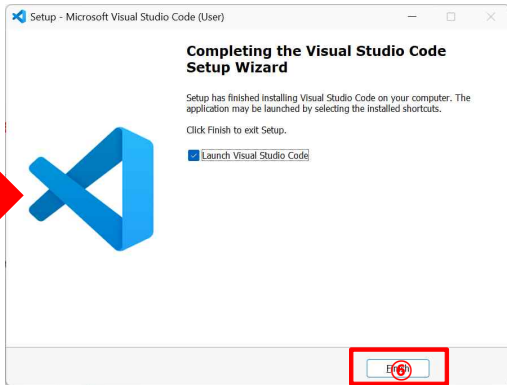 Setup - Microsoft Visual Studio Code (User)
Completing the Visual Studio Code
Setup Wizard
Setup has finished installing Visual Studio Code on your computer. The
application may be launched by selecting the installed shortcuts.
Click Finish to exit Setup.
Launch Visual Studio Code
⑥